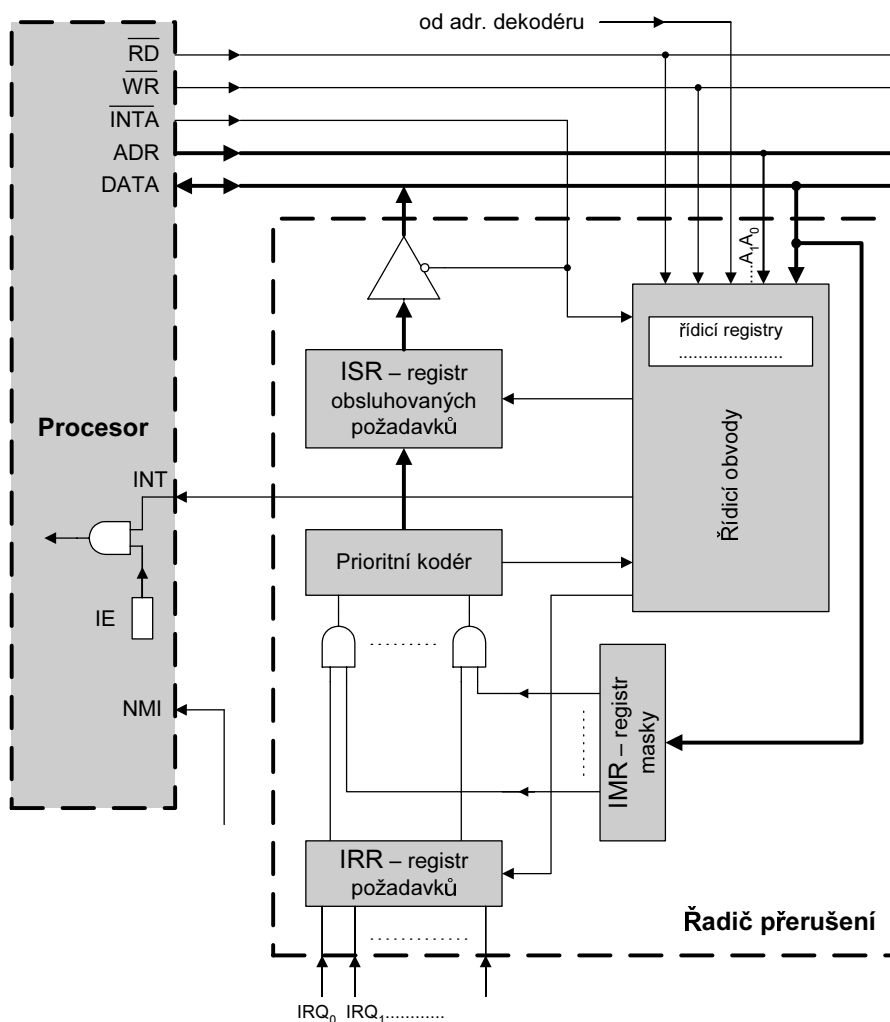 od adr. dekodéru
RD
WR
INTA
ADR
DATA
......A₁A₀
řídicí registry
......................
ISR – registr
obsluhovaných
požadavků
Procesor
Řídicí obvody
INT
Prioritní kodér
IE
.........
NMI
IMR – registr
masky
.........
IRR – registr
požadavků
Řadič přerušení
.............
IRQ₀ IRQ₁............